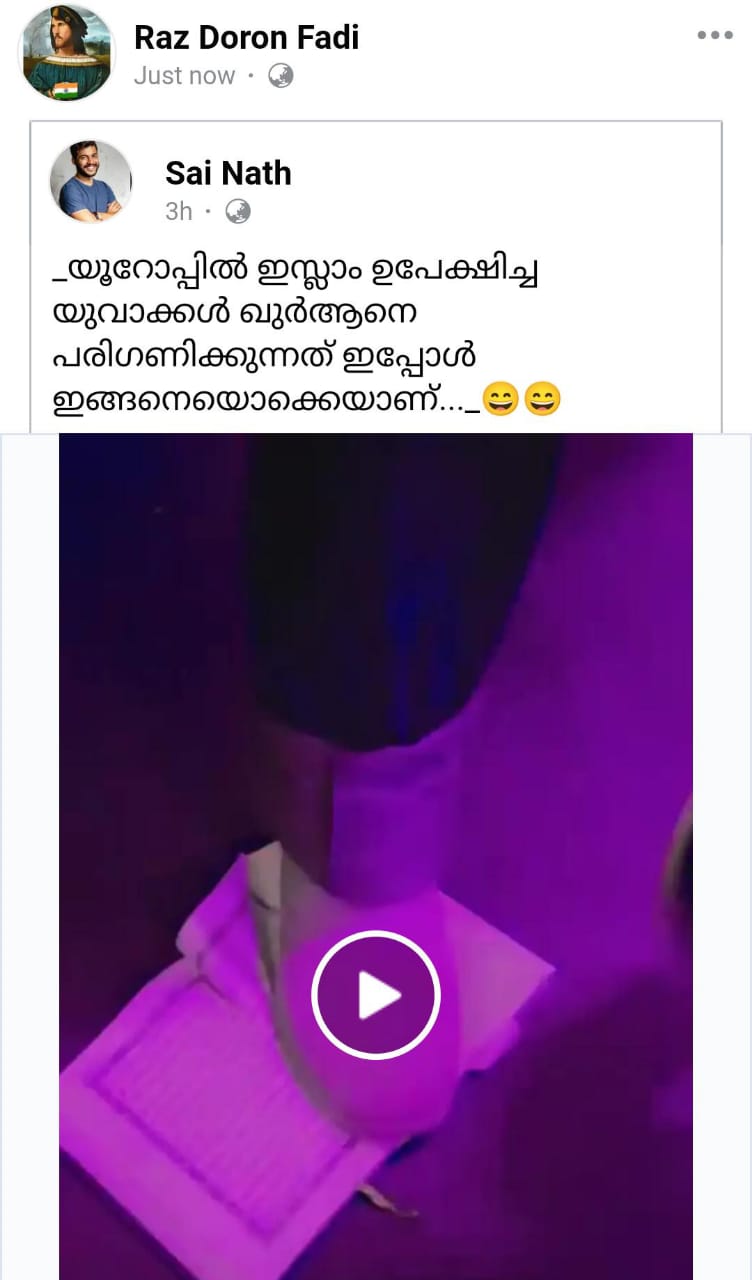 Raz Doron Fadi
Just now ·
Sai Nath
3h ·
_യൂറോപ്പിൽ ഇസ്ലാം ഉപേക്ഷിച്ച
യുവാക്കൾ ഖുർആനെ
പരിഗണിക്കുന്നത് ഇപ്പോൾ
ഇങ്ങനെയൊക്കെയാണ്..._😄😄